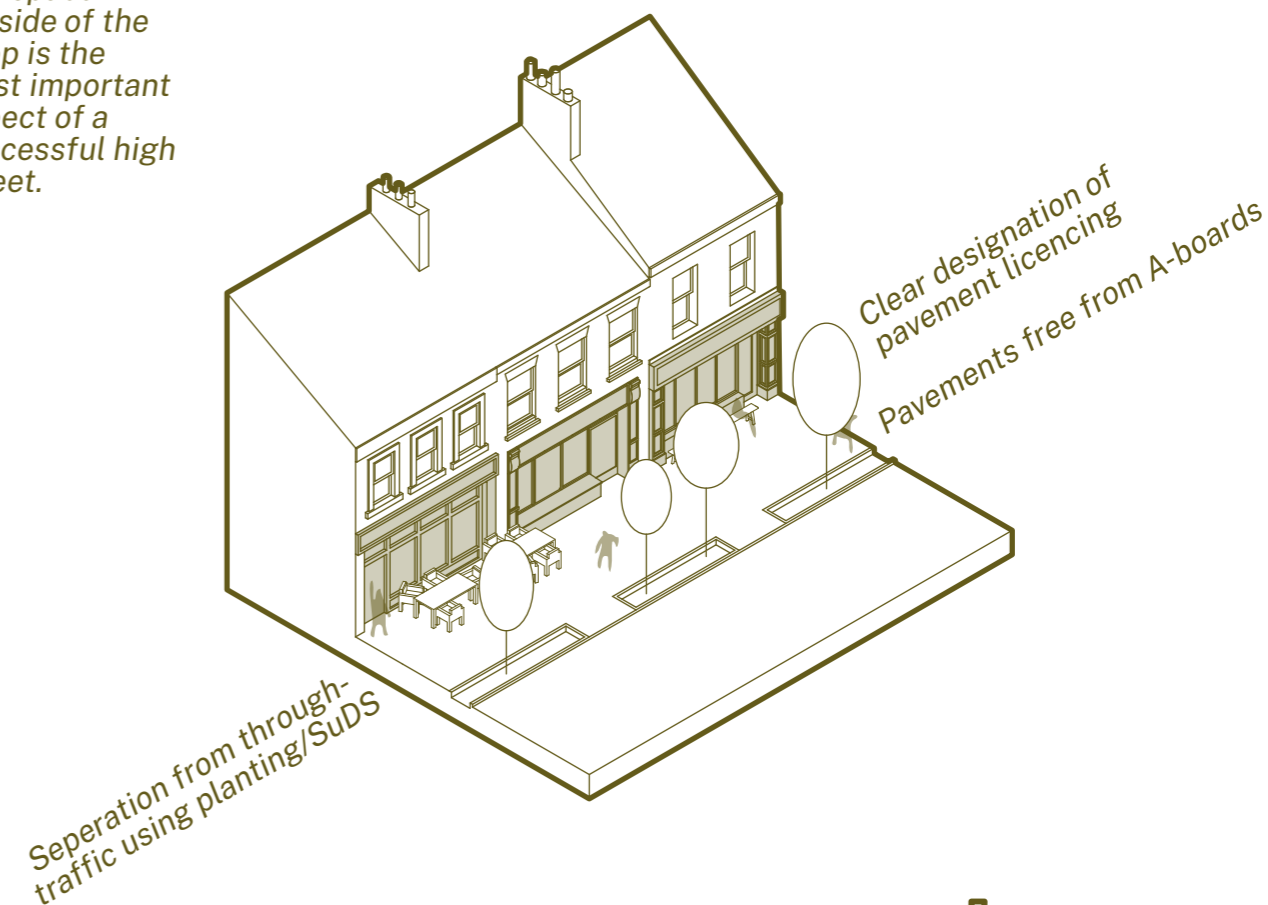 side of the
p is the
st important
ect of a
ccessful high
eet.
Clear designation of
pavement licencing
Pavements free from A-boards
Seperation from through-
traffic using planting/SuDS